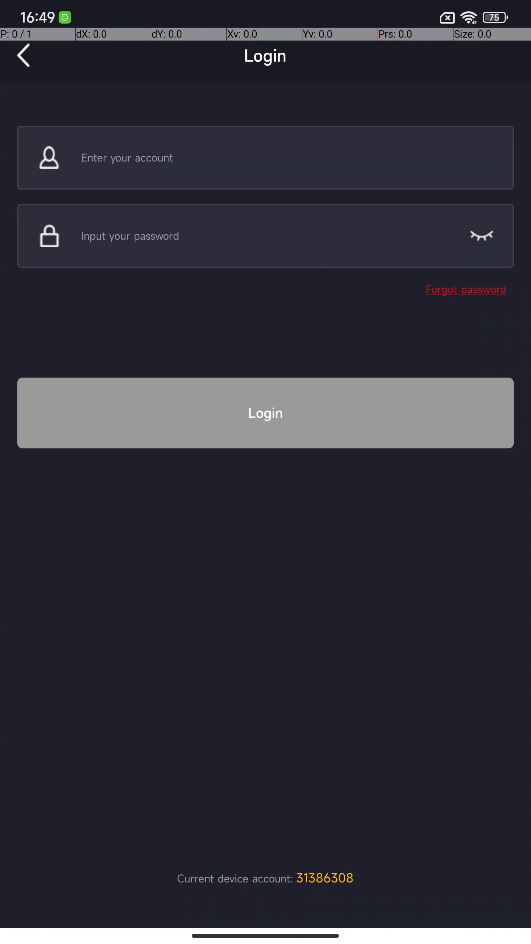 16:49
75
P: 0 / 1 dX: 0.0 dY: 0.0 Xv: 0.0 Yv: 0.0 Prs: 0.0 Size: 0.0
Login
Enter your account
Input your password
Forgot password
Login
Current device account: 31386308